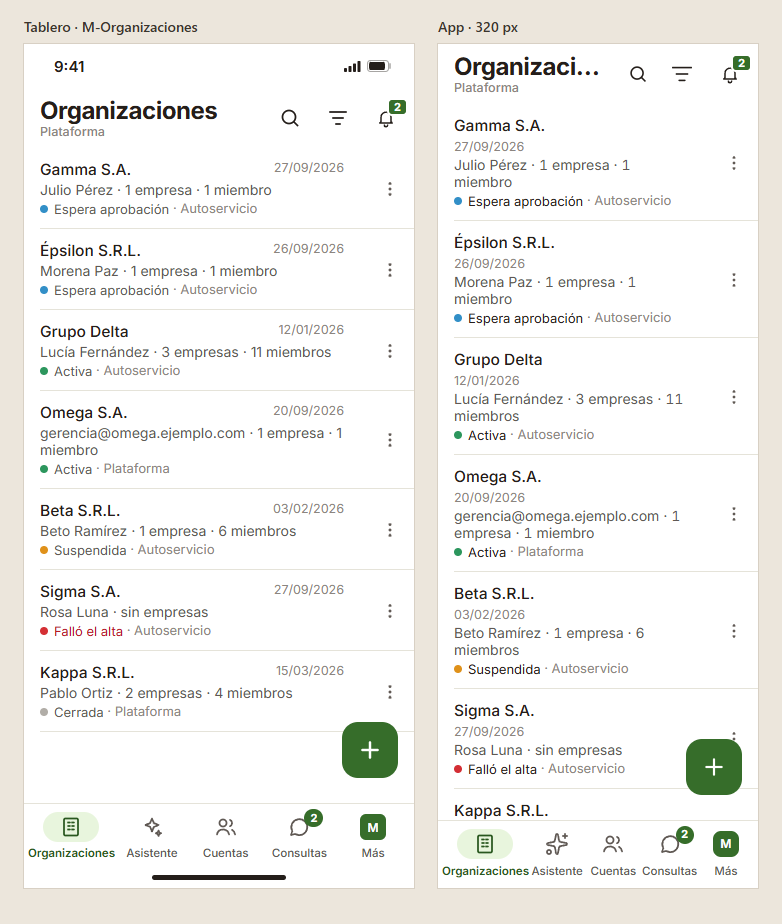 Tablero · M-Organizaciones
9:41
Organizaciones
Plataforma
2
Gamma S.A.
27/09/2026
Julio Pérez · 1 empresa · 1 miembro
Espera aprobación · Autoservicio
Épsilon S.R.L.
26/09/2026
Morena Paz · 1 empresa · 1 miembro
Espera aprobación · Autoservicio
Grupo Delta
12/01/2026
Lucía Fernández · 3 empresas · 11 miembros
Activa · Autoservicio
Omega S.A.
20/09/2026
gerencia@omega.ejemplo.com · 1 empresa · 1
miembro
Activa · Plataforma
Beta S.R.L.
03/02/2026
Beto Ramírez · 1 empresa · 6 miembros
Suspendida · Autoservicio
Sigma S.A.
27/09/2026
Rosa Luna · sin empresas
Falló el alta · Autoservicio
Kappa S.R.L.
15/03/2026
Pablo Ortiz · 2 empresas · 4 miembros
Cerrada · Plataforma
+
2
M
Organizaciones
Asistente
Cuentas
Consultas
Más
App · 320 px
Organizaci...
Plataforma
2
Gamma S.A.
27/09/2026
Julio Pérez · 1 empresa · 1
miembro
Espera aprobación · Autoservicio
Épsilon S.R.L.
26/09/2026
Morena Paz · 1 empresa · 1
miembro
Espera aprobación · Autoservicio
Grupo Delta
12/01/2026
Lucía Fernández · 3 empresas · 11
miembros
Activa · Autoservicio
Omega S.A.
20/09/2026
gerencia@omega.ejemplo.com · 1
empresa · 1 miembro
Activa · Plataforma
Beta S.R.L.
03/02/2026
Beto Ramírez · 1 empresa · 6
miembros
Suspendida · Autoservicio
Sigma S.A.
27/09/2026
Rosa Luna · sin empresas
Falló el alta · Autoservicio
+
Kappa S.R.L.
2
M
Organizaciones
Asistente
Cuentas
Consultas
Más